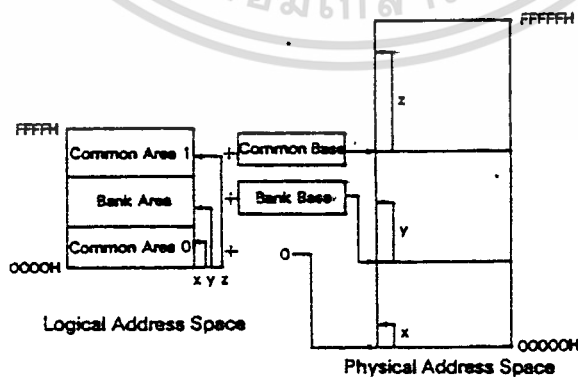 FFFFFH
z
FFFFH
Common Area 1
+
Common Base
Bank Area
+
Bank Base
y
Common Area 0
+
0
0000H
x y z
x
00000H
Logical Address Space
Physical Address Space